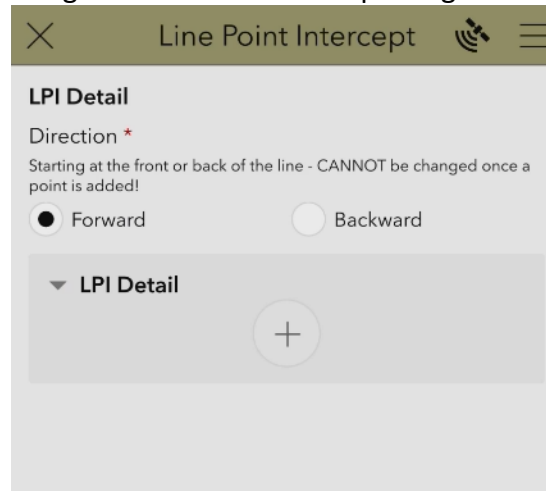 Line Point Intercept
LPI Detail
Direction *
Starting at the front or back of the line - CANNOT be changed once a
point is added!
Forward Backward
LPI Detail